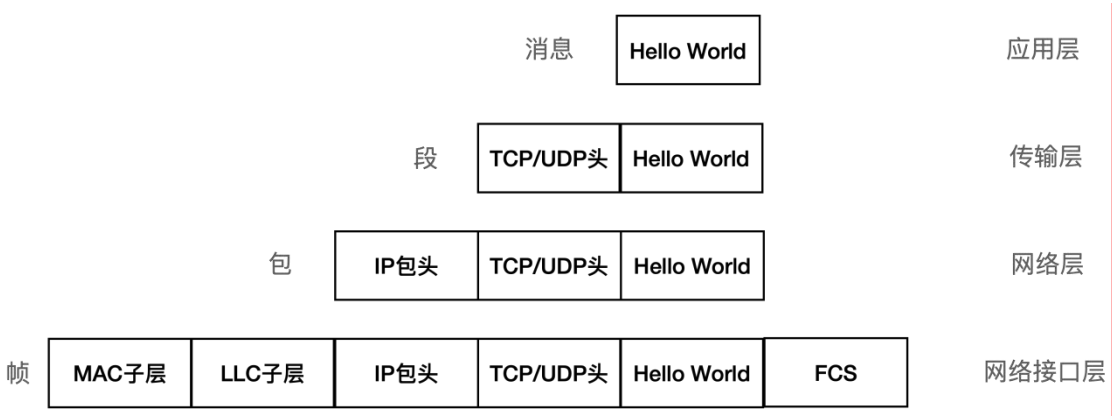 消息 Hello World 应用层
段 TCP/UDP头 Hello World 传输层
包 IP包头 TCP/UDP头 Hello World 网络层
帧 MAC子层 LLC子层 IP包头 TCP/UDP头 Hello World FCS 网络接口层